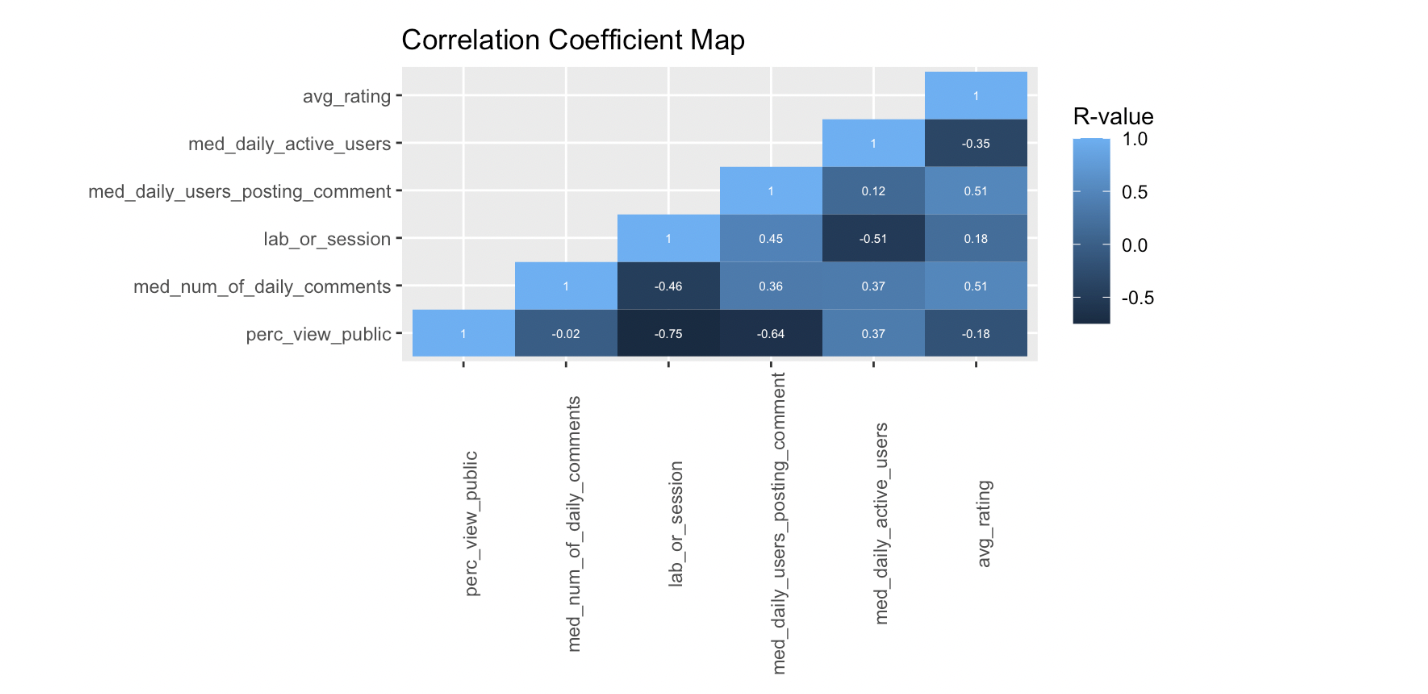 Correlation Coefficient Map
avg_rating
1
med_daily_active_users
1
-0.35
med_daily_users_posting_comment
1
0.12
0.51
lab_or_session
1
0.45
-0.51
0.18
med_num_of_daily_comments
1
-0.46
0.36
0.37
0.51
perc_view_public
1
-0.02
-0.75
-0.64
0.37
-0.18
perc_view_public
med_num_of_daily_comments
lab_or_session
med_daily_users_posting_comment
med_daily_active_users
avg_rating
R-value
1.0
0.5
0.0
-0.5